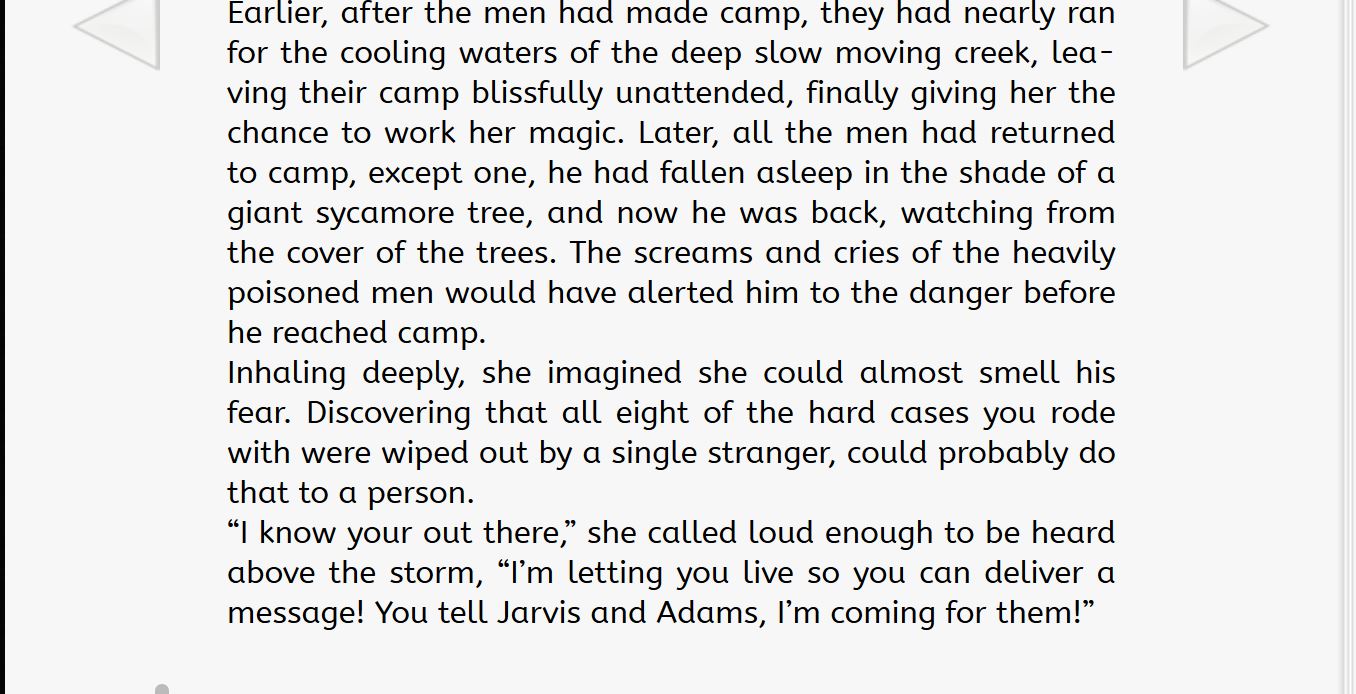 Earlier, after the men had made camp, they had nearly ran
for the cooling waters of the deep slow moving creek, lea-
ving their camp blissfully unattended, finally giving her the
chance to work her magic. Later, all the men had returned
to camp, except one, he had fallen asleep in the shade of a
giant sycamore tree, and now he was back, watching from
the cover of the trees. The screams and cries of the heavily
poisoned men would have alerted him to the danger before
he reached camp.
Inhaling deeply, she imagined she could almost smell his
fear. Discovering that all eight of the hard cases you rode
with were wiped out by a single stranger, could probably do
that to a person.
“I know your out there,” she called loud enough to be heard
above the storm, “I’m letting you live so you can deliver a
message! You tell Jarvis and Adams, I’m coming for them!”